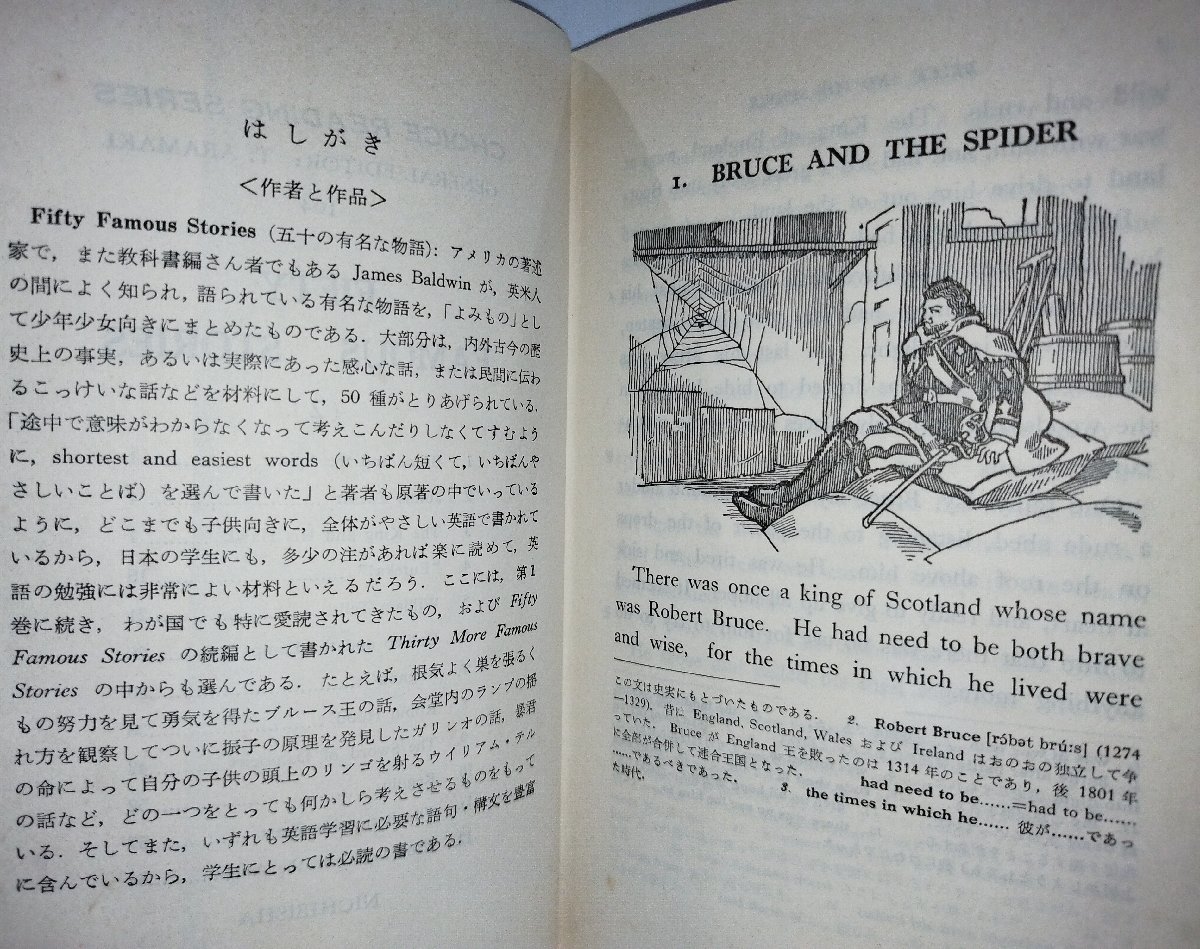 はしがき
<作者と作品>
Fifty Famous Stories (五十の有名な物語): アメリカの著述
家で，また教科書編さん者でもある James Baldwin が，英米人
の間によく知られ，語られている有名な物語を，「よみもの」とし
て少年少女向きにまとめたものである．大部分は，内外古今の歴
史上の事実，あるいは実際にあった感心な話，または民間に伝わ
るこっけいな話などを材料にして，50 種がとりあげられている．
「途中で意味がわからなくなって考えこんだりしなくてすむよう
に，shortest and easiest words (いちばん短くて，いちばんや
さしいことば) を選んで書いた」と著者も原著の中でいっている
ように，どこまでも子供向きに，全体がやさしい英語で書かれて
いるから，日本の学生にも，多少の注があれば楽に読めて，英
語の勉強には非常によい材料といえるだろう．ここには，第1
巻に続き，わが国でも特に愛読されてきたもの，および Fifty
Famous Stories の続編として書かれた Thirty More Famous
Stories の中からも選んである．たとえば，根気よく巣を張るく
もの努力を見て勇気を得たブルース王の話，会堂内のランプの揺
れ方を観察してついに振子の原理を発見したガリレオの話，暴君
の命によって自分の子供の頭上のリンゴを射るウイリアム・テル
の話など，どの一つをとっても何かしら考えさせるものをもって
いる．そしてまた，いずれも英語学習に必要な語句・構文を豊富
に含んでいるから，学生にとっては必読の書である．
1. BRUCE AND THE SPIDER
There was once a king of Scotland whose name
was Robert Bruce. He had need to be both brave
and wise, for the times in which he lived were
この文は史実にもとづいたものである． 2. Robert Bruce [rɔ́bət brúːs] (1274
—1329). 昔は England, Scotland, Wales および Ireland はおのおの独立して争
っていた．Bruce が England 王を敗ったのは 1314 年のことであり，後 1801 年
に全部が合併して連合王国となった． had need to be……=had to be……
……であるべきであった． 3. the times in which he…… 彼が……であっ
た時代．